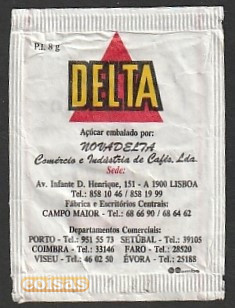 P.L. 8 g
DELTA
Açúcar embalado por:
NOVADELTA
Comércio e Indústria de Cafés, Lda.
Sede:
Av. Infante D. Henrique, 151 - A 1900 LISBOA
Tel.: 858 10 46 / 858 19 99
Fábrica e Escritórios Centrais:
CAMPO MAIOR - Tel.: 68 66 90 / 68 64 62
Departamentos Comerciais:
PORTO - Tel.: 951 55 73 SETÚBAL - Tel.: 39105
COIMBRA - Tel.: 33146 FARO - Tel.: 28520
VISEU - Tel.: 46 02 50 ÉVORA - Tel.: 25188
coisas